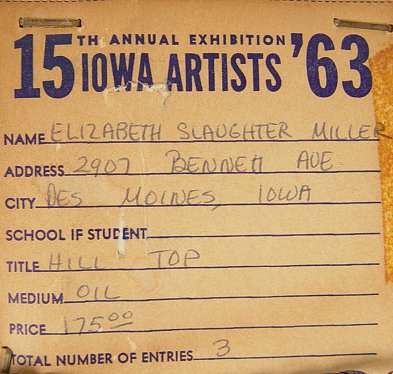 15TH ANNUAL EXHIBITION
IOWA ARTISTS '63
NAME ELIZABETH SLAUGHTER MILLER
ADDRESS 2907 BENNETT AVE
CITY DES MOINES, IOWA
SCHOOL IF STUDENT
TITLE HILL TOP
MEDIUM OIL
PRICE 175.00
TOTAL NUMBER OF ENTRIES 3